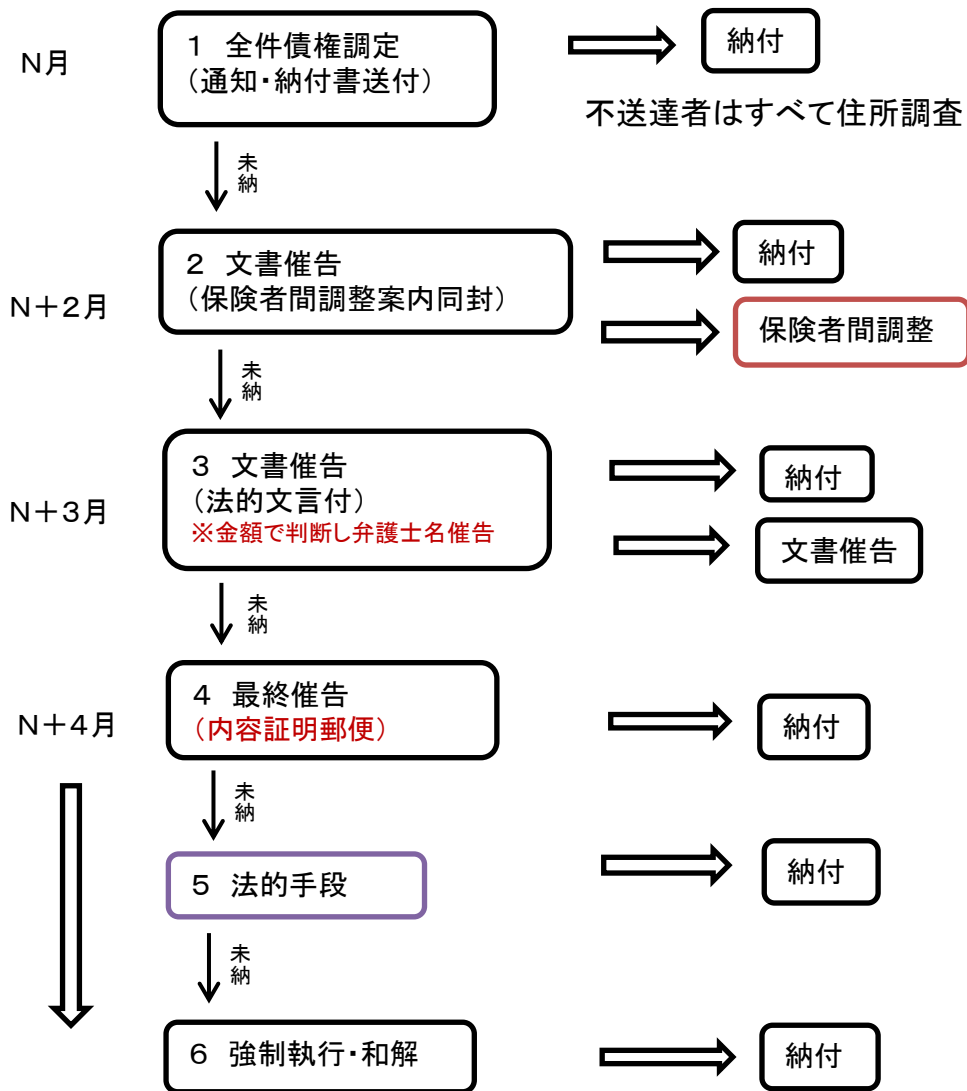 N月
1 全件債権調定
(通知・納付書送付)
納付
不送達者はすべて住所調査
未納
N+2月
2 文書催告
(保険者間調整案内同封)
納付
保険者間調整
未納
N+3月
3 文書催告
(法的文言付)
※金額で判断し弁護士名催告
納付
文書催告
未納
N+4月
4 最終催告
(内容証明郵便)
納付
未納
5 法的手段
納付
未納
6 強制執行・和解
納付